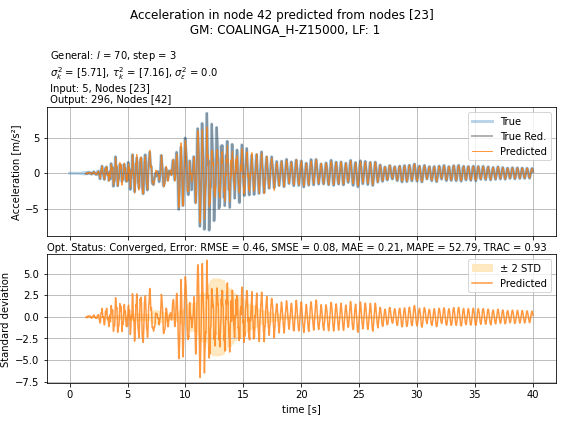 Acceleration in node 42 predicted from nodes [23]
GM: COALINGA_H-Z15000, LF: 1
General: l = 70, step = 3
σ²ₖ = [5.71], τ²ₖ = [7.16], σ²ε = 0.0
Input: 5, Nodes [23]
Output: 296, Nodes [42]
Acceleration [m/s²]
5
0
−5
True
True Red.
Predicted
Opt. Status: Converged, Error: RMSE = 0.46, SMSE = 0.08, MAE = 0.21, MAPE = 52.79, TRAC = 0.93
Standard deviation
5.0
2.5
0.0
−2.5
−5.0
−7.5
± 2 STD
Predicted
0 5 10 15 20 25 30 35 40
time [s]